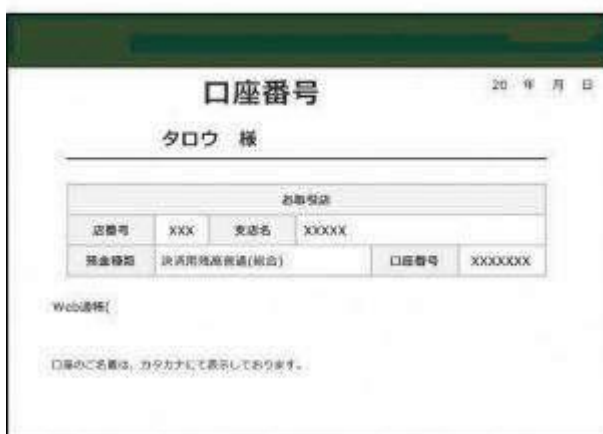 口座番号
20 年 月 日
タロウ 様
お取引店
店番号 XXX 支店名 XXXXX
預金種類 決済用残高普通(総合) 口座番号 XXXXXXX
Web通帳(
口座のご名義は、カタカナにて表示しております。